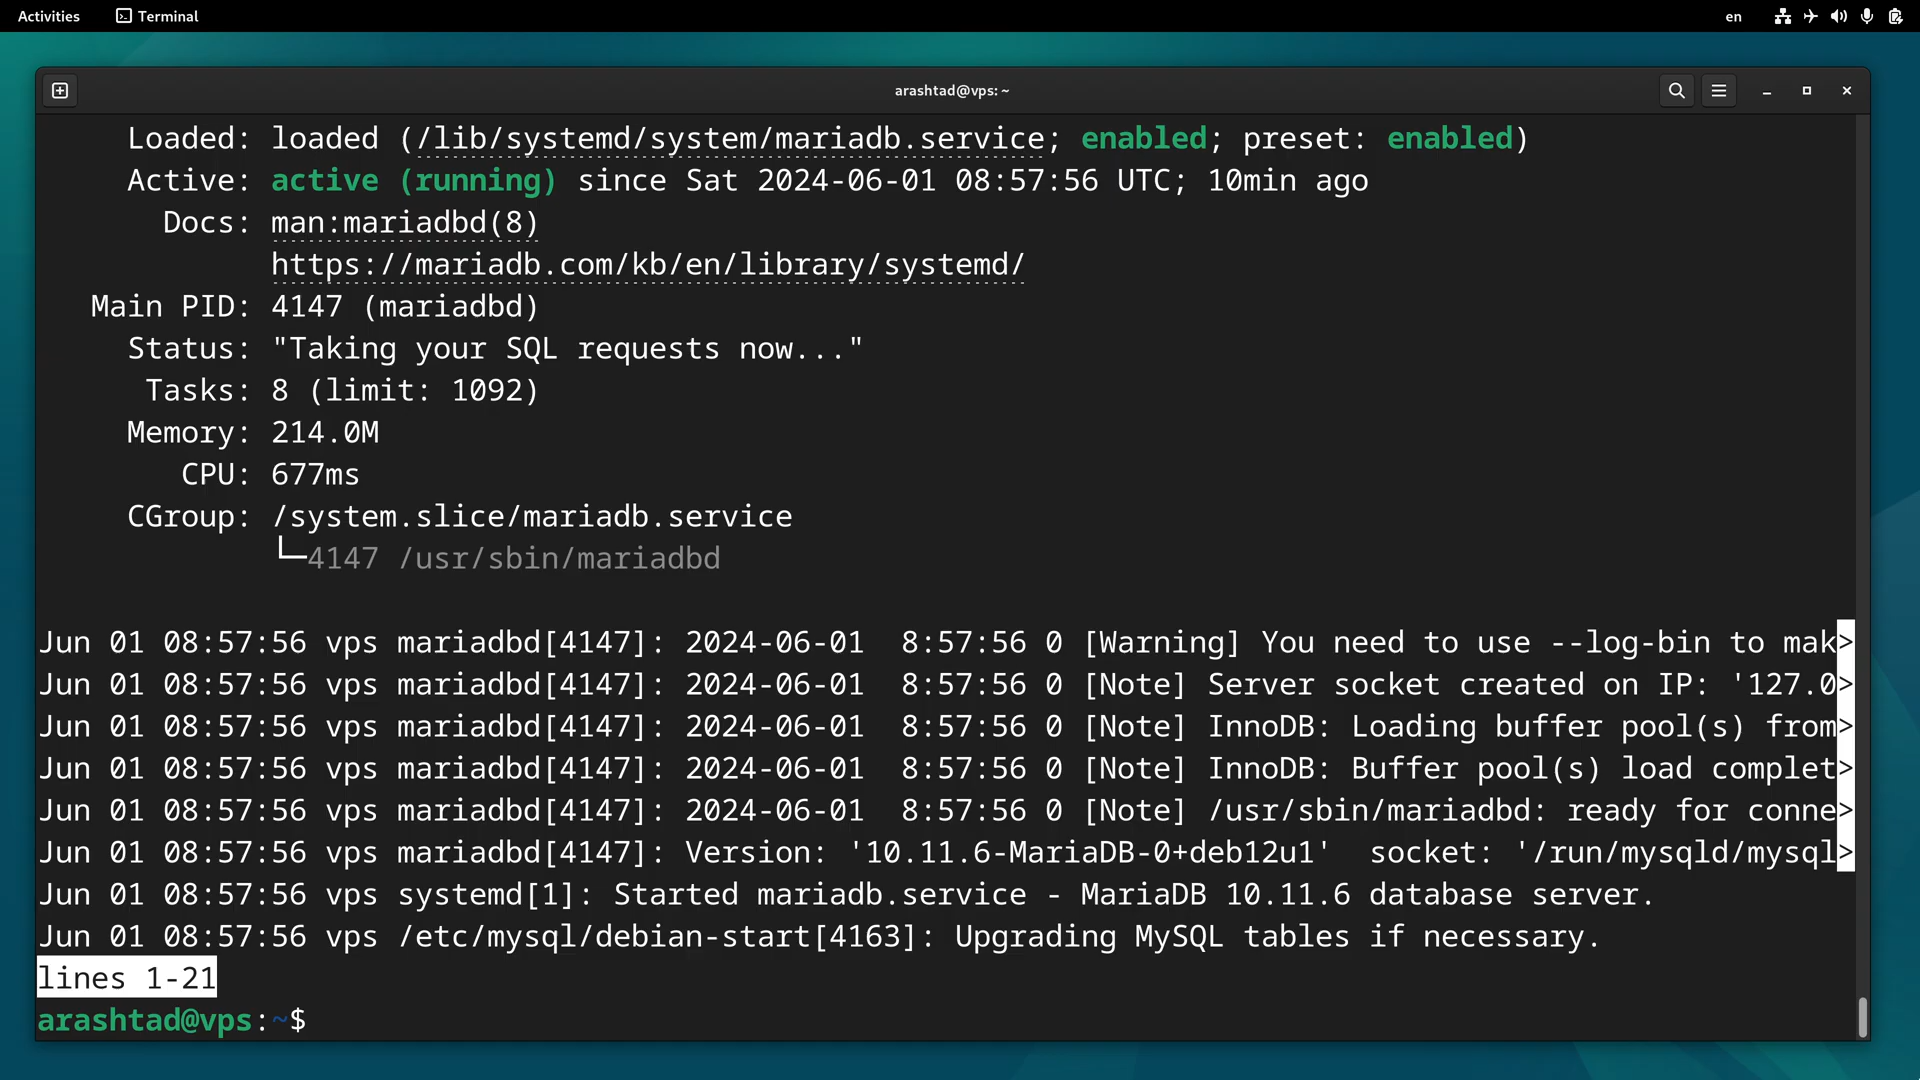 Activities Terminal en
arashtad@vps: ~
Loaded: loaded (/lib/systemd/system/mariadb.service; enabled; preset: enabled)
Active: active (running) since Sat 2024-06-01 08:57:56 UTC; 10min ago
Docs: man:mariadbd(8)
https://mariadb.com/kb/en/library/systemd/
Main PID: 4147 (mariadbd)
Status: "Taking your SQL requests now..."
Tasks: 8 (limit: 1092)
Memory: 214.0M
CPU: 677ms
CGroup: /system.slice/mariadb.service
└─4147 /usr/sbin/mariadbd
Jun 01 08:57:56 vps mariadbd[4147]: 2024-06-01  8:57:56 0 [Warning] You need to use --log-bin to mak>
Jun 01 08:57:56 vps mariadbd[4147]: 2024-06-01  8:57:56 0 [Note] Server socket created on IP: '127.0>
Jun 01 08:57:56 vps mariadbd[4147]: 2024-06-01  8:57:56 0 [Note] InnoDB: Loading buffer pool(s) from>
Jun 01 08:57:56 vps mariadbd[4147]: 2024-06-01  8:57:56 0 [Note] InnoDB: Buffer pool(s) load complet>
Jun 01 08:57:56 vps mariadbd[4147]: 2024-06-01  8:57:56 0 [Note] /usr/sbin/mariadbd: ready for conne>
Jun 01 08:57:56 vps mariadbd[4147]: Version: '10.11.6-MariaDB-0+deb12u1'  socket: '/run/mysqld/mysql>
Jun 01 08:57:56 vps systemd[1]: Started mariadb.service - MariaDB 10.11.6 database server.
Jun 01 08:57:56 vps /etc/mysql/debian-start[4163]: Upgrading MySQL tables if necessary.
lines 1-21
arashtad@vps:~$